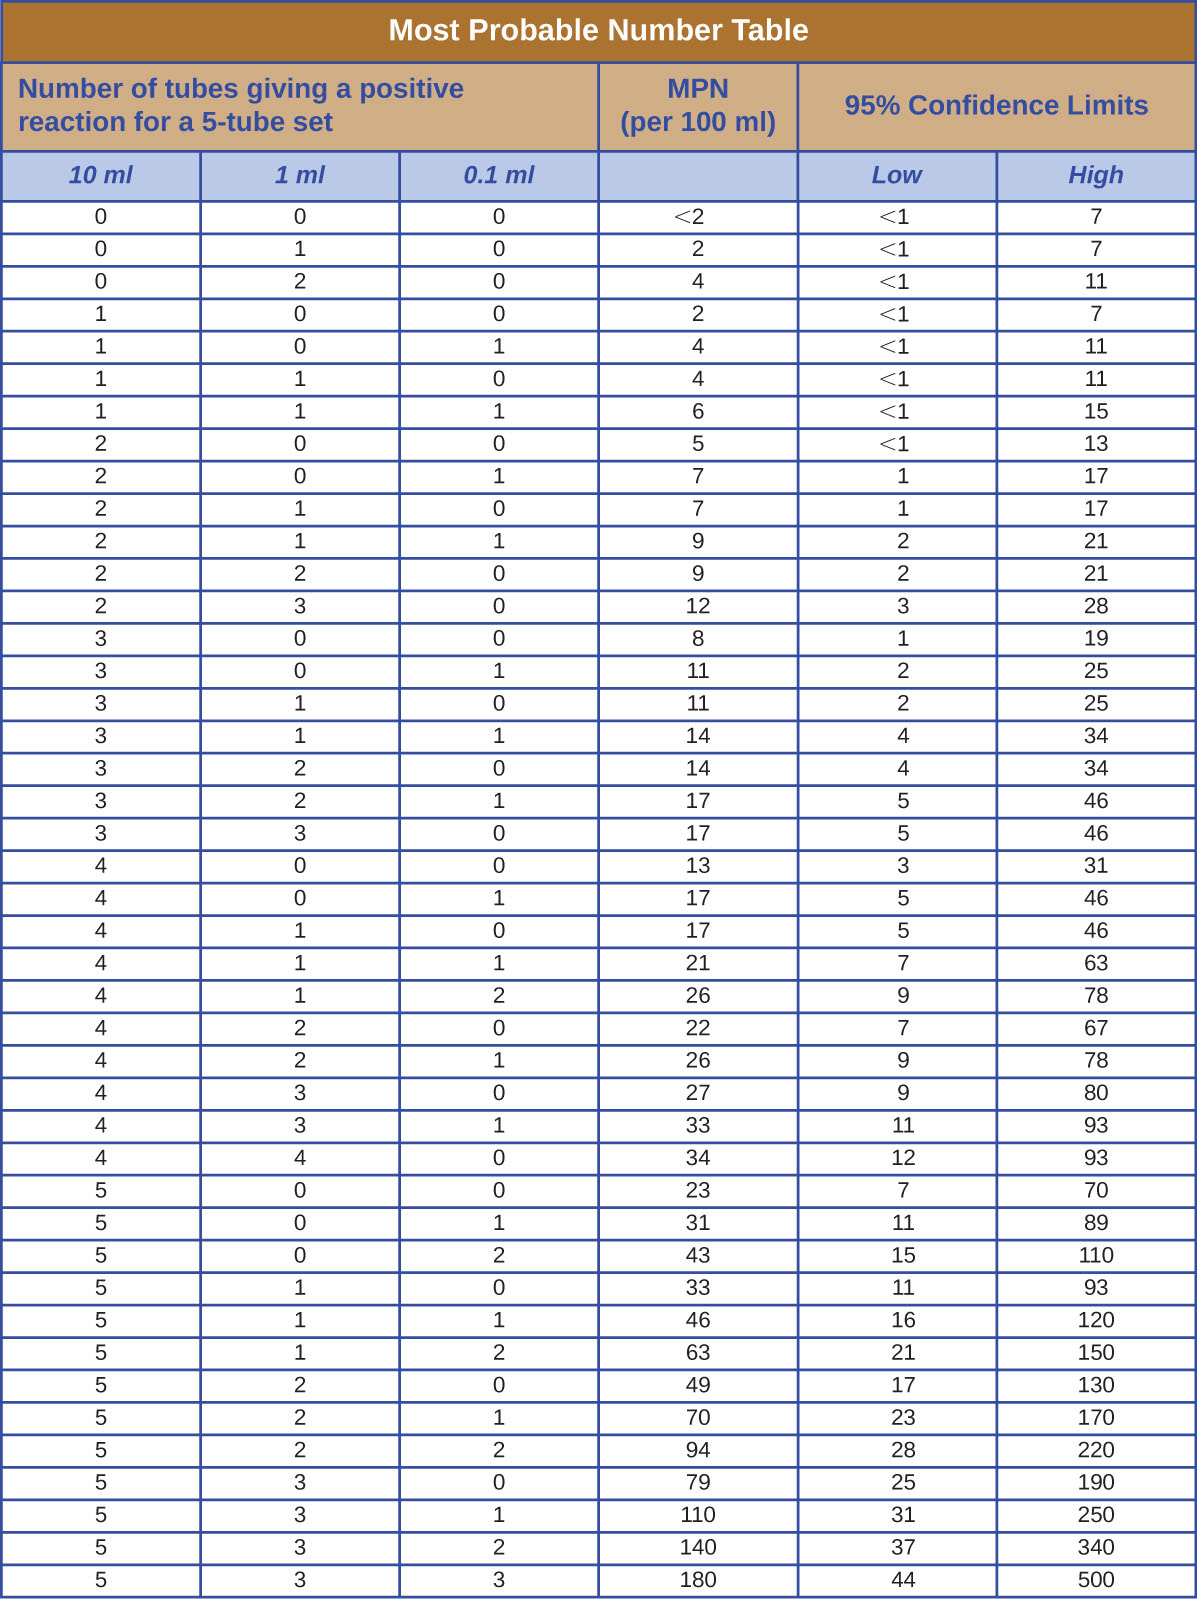 Most Probable Number Table
Number of tubes giving a positive
reaction for a 5-tube set
MPN
(per 100 ml)
95% Confidence Limits
10 ml 1 ml 0.1 ml Low High
0 0 0 <2 <1 7
0 1 0 2 <1 7
0 2 0 4 <1 11
1 0 0 2 <1 7
1 0 1 4 <1 11
1 1 0 4 <1 11
1 1 1 6 <1 15
2 0 0 5 <1 13
2 0 1 7 1 17
2 1 0 7 1 17
2 1 1 9 2 21
2 2 0 9 2 21
2 3 0 12 3 28
3 0 0 8 1 19
3 0 1 11 2 25
3 1 0 11 2 25
3 1 1 14 4 34
3 2 0 14 4 34
3 2 1 17 5 46
3 3 0 17 5 46
4 0 0 13 3 31
4 0 1 17 5 46
4 1 0 17 5 46
4 1 1 21 7 63
4 1 2 26 9 78
4 2 0 22 7 67
4 2 1 26 9 78
4 3 0 27 9 80
4 3 1 33 11 93
4 4 0 34 12 93
5 0 0 23 7 70
5 0 1 31 11 89
5 0 2 43 15 110
5 1 0 33 11 93
5 1 1 46 16 120
5 1 2 63 21 150
5 2 0 49 17 130
5 2 1 70 23 170
5 2 2 94 28 220
5 3 0 79 25 190
5 3 1 110 31 250
5 3 2 140 37 340
5 3 3 180 44 500